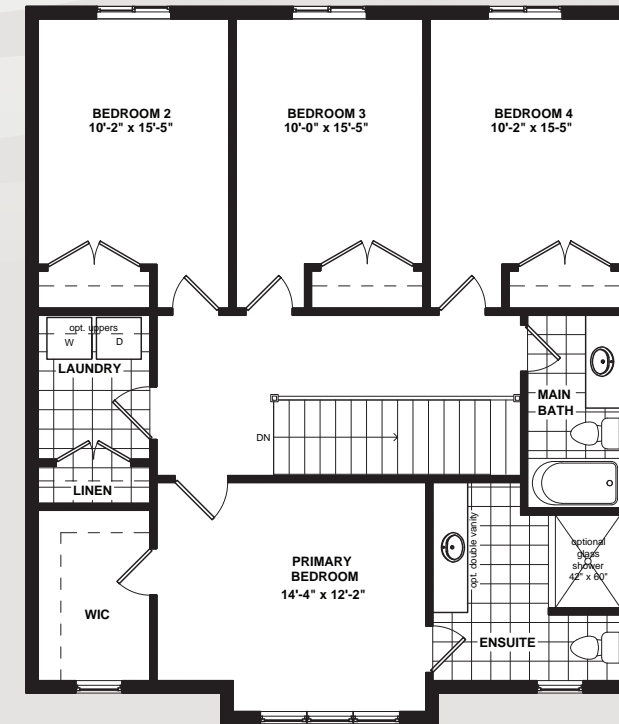 BEDROOM 2
10'-2" x 15'-5"
BEDROOM 3
10'-0" x 15'-5"
BEDROOM 4
10'-2" x 15-5"
opt. uppers
W
D
LAUNDRY
MAIN
BATH
DN
LINEN
opt. double vanity
optional
glass
shower
42" x 60"
PRIMARY
BEDROOM
14'-4" x 12'-2"
WIC
ENSUITE